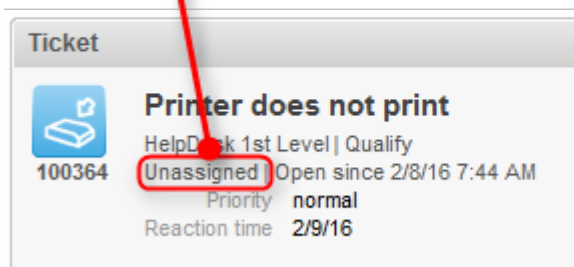 Ticket
Printer does not print
HelpDesk 1st Level | Qualify
100364
Unassigned | Open since 2/8/16 7:44 AM
Priority normal
Reaction time 2/9/16